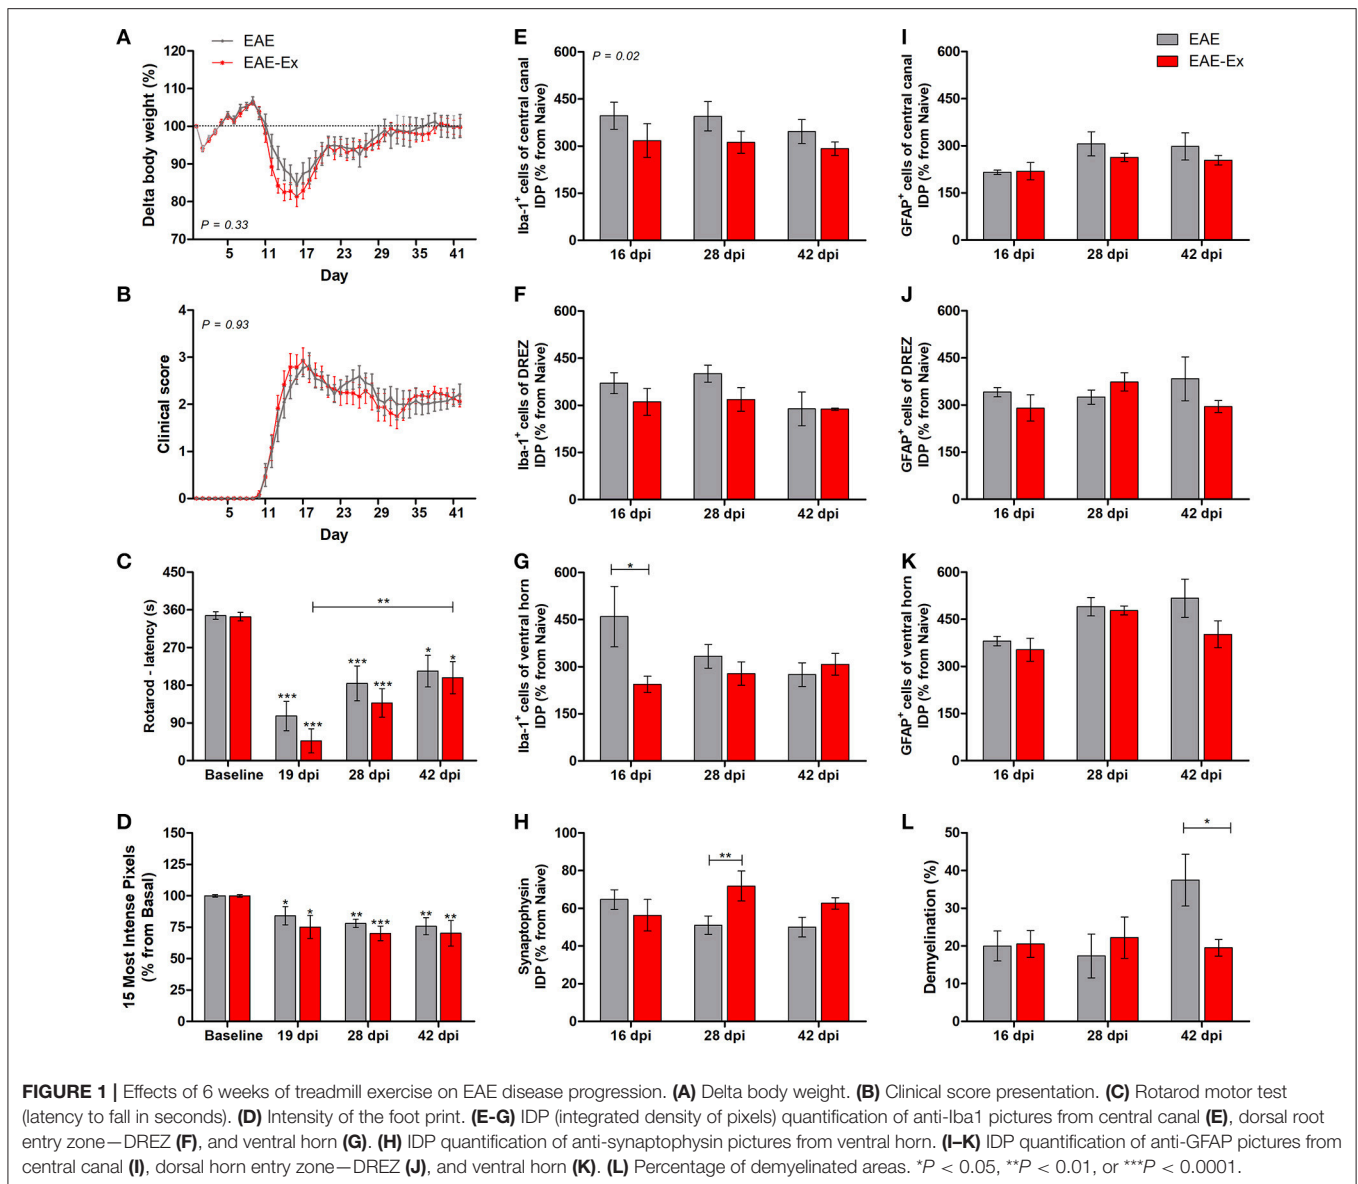 A
EAE
EAE-Ex
Delta body weight (%)
120
110
100
90
80
70
P = 0.33
5 11 17 23 29 35 41
Day
B
Clinical score
4
3
2
1
0
P = 0.93
5 11 17 23 29 35 41
Day
C
Rotarod - latency (s)
450
360
270
180
90
0
**
*** *** *** *** * *
Baseline 19 dpi 28 dpi 42 dpi
D
15 Most Intense Pixels
(% from Basal)
150
125
100
75
50
25
0
* * ** *** ** **
Baseline 19 dpi 28 dpi 42 dpi
E
Iba-1+ cells of central canal
IDP (% from Naive)
600
450
300
150
0
P = 0.02
16 dpi 28 dpi 42 dpi
F
Iba-1+ cells of DREZ
IDP (% from Naive)
600
450
300
150
0
16 dpi 28 dpi 42 dpi
G
Iba-1+ cells of ventral horn
IDP (% from Naive)
600
450
300
150
0
*
16 dpi 28 dpi 42 dpi
H
Synaptophysin
IDP (% from Naive)
100
80
60
40
20
0
**
16 dpi 28 dpi 42 dpi
I
EAE
EAE-Ex
GFAP+ cells of central canal
IDP (% from Naive)
600
450
300
150
0
16 dpi 28 dpi 42 dpi
J
GFAP+ cells of DREZ
IDP (% from Naive)
600
450
300
150
0
16 dpi 28 dpi 42 dpi
K
GFAP+ cells of ventral horn
IDP (% from Naive)
600
450
300
150
0
16 dpi 28 dpi 42 dpi
L
Demyelination (%)
50
40
30
20
10
0
*
16 dpi 28 dpi 42 dpi
FIGURE 1 | Effects of 6 weeks of treadmill exercise on EAE disease progression. (A) Delta body weight. (B) Clinical score presentation. (C) Rotarod motor test
(latency to fall in seconds). (D) Intensity of the foot print. (E-G) IDP (integrated density of pixels) quantification of anti-Iba1 pictures from central canal (E), dorsal root
entry zone—DREZ (F), and ventral horn (G). (H) IDP quantification of anti-synaptophysin pictures from ventral horn. (I–K) IDP quantification of anti-GFAP pictures from
central canal (I), dorsal horn entry zone—DREZ (J), and ventral horn (K). (L) Percentage of demyelinated areas. *P < 0.05, **P < 0.01, or ***P < 0.0001.